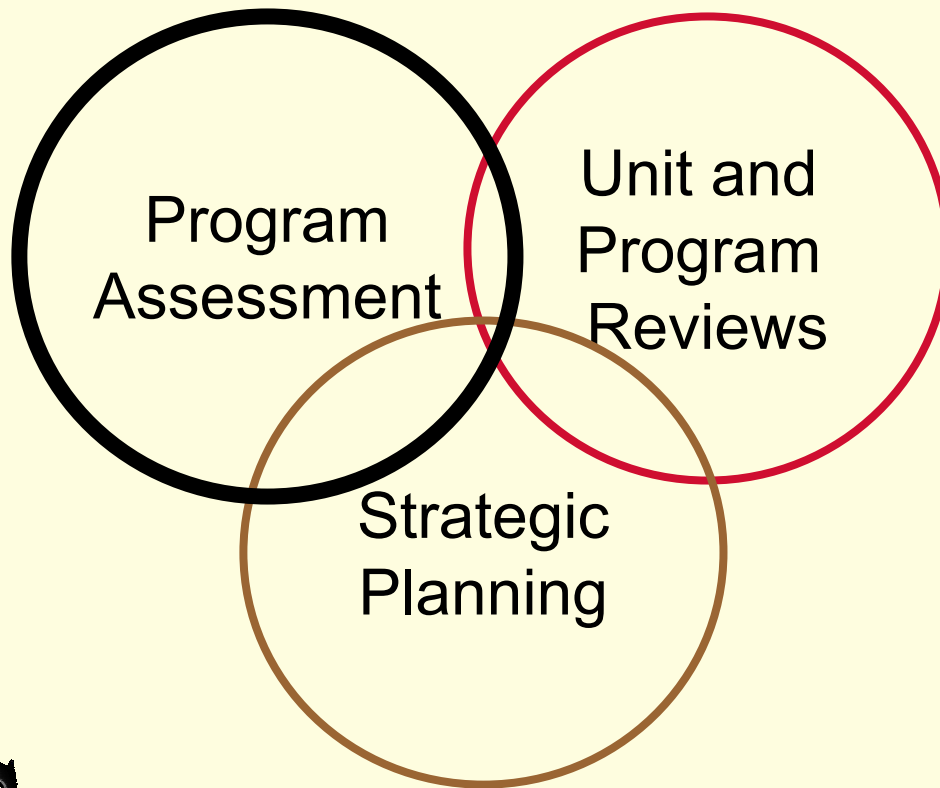 Program
Assessment
Unit and
Program
Reviews
Strategic
Planning